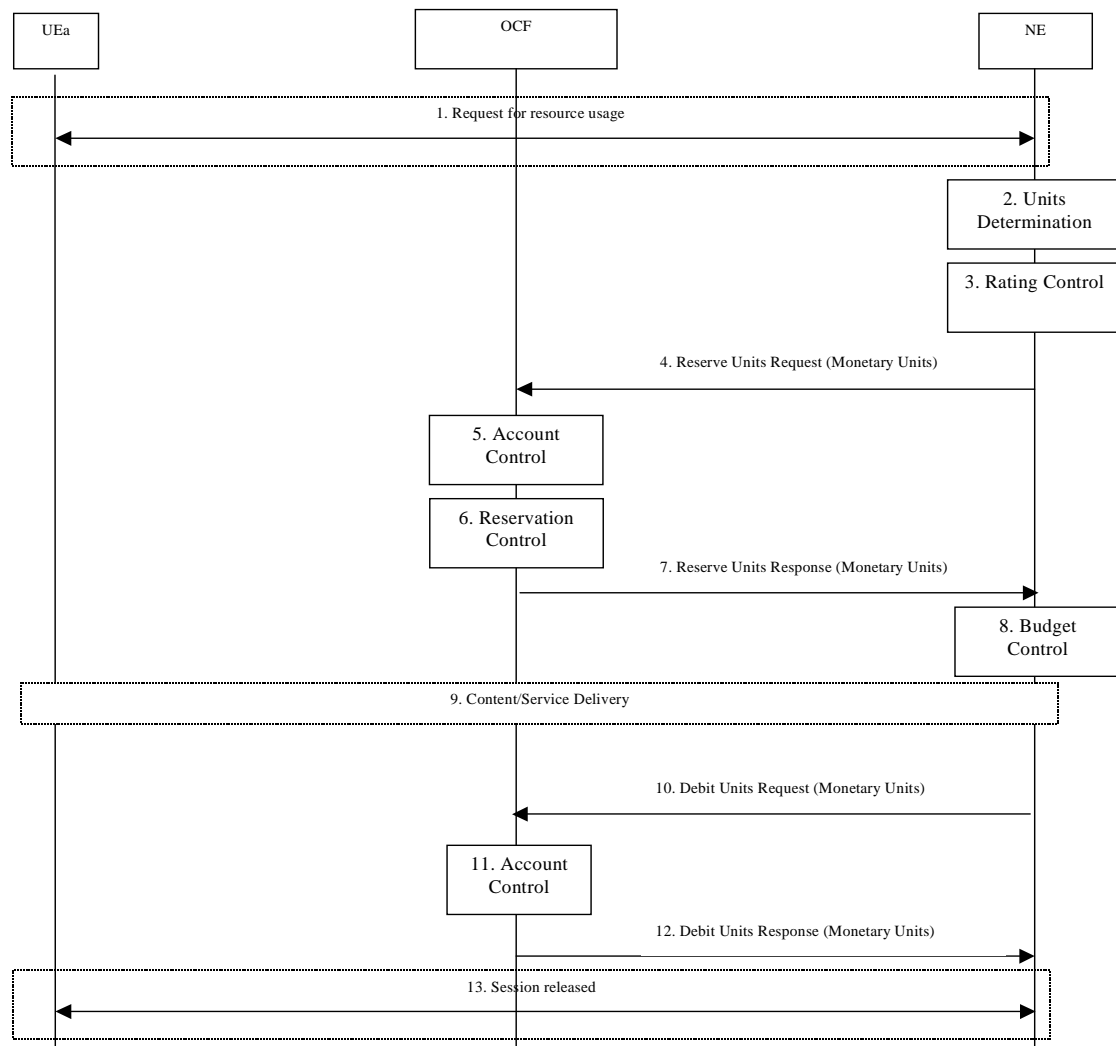 UEa
OCF
NE
1. Request for resource usage
2. Units
Determination
3. Rating Control
4. Reserve Units Request (Monetary Units)
5. Account
Control
6. Reservation
Control
7. Reserve Units Response (Monetary Units)
8. Budget
Control
9. Content/Service Delivery
10. Debit Units Request (Monetary Units)
11. Account
Control
12. Debit Units Response (Monetary Units)
13. Session released